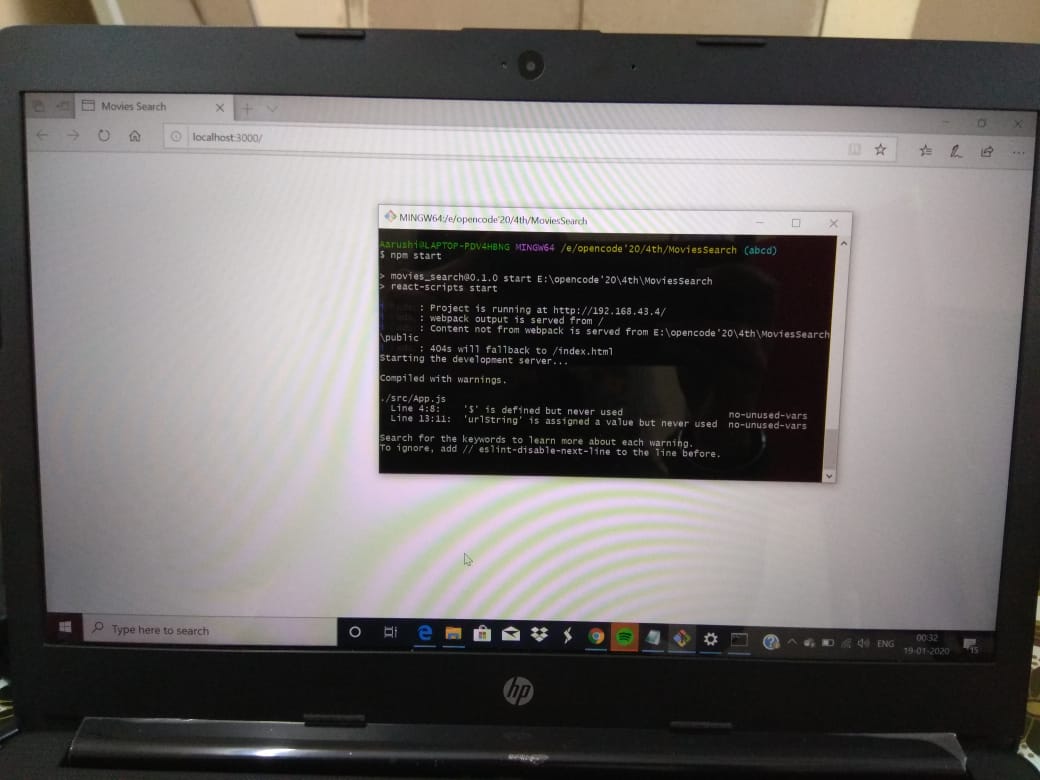 Movies Search
localhost:3000/
MINGW64:/e/opencode'20/4th/MoviesSearch
Aarushi@LAPTOP-PDV4HBNG MINGW64 /e/opencode'20/4th/MoviesSearch (abcd)
$ npm start
> movies_search@0.1.0 start E:\opencode'20\4th\MoviesSearch
> react-scripts start
: Project is running at http://192.168.43.4/
: webpack output is served from /
: Content not from webpack is served from E:\opencode'20\4th\MoviesSearch
\public
: 404s will fallback to /index.html
Starting the development server...
Compiled with warnings.
./src/App.js
Line 4:8: '$' is defined but never used no-unused-vars
Line 13:11: 'urlString' is assigned a value but never used no-unused-vars
Search for the keywords to learn more about each warning.
To ignore, add // eslint-disable-next-line to the line before.
Type here to search
ENG
00:32
19-01-2020
15
hp